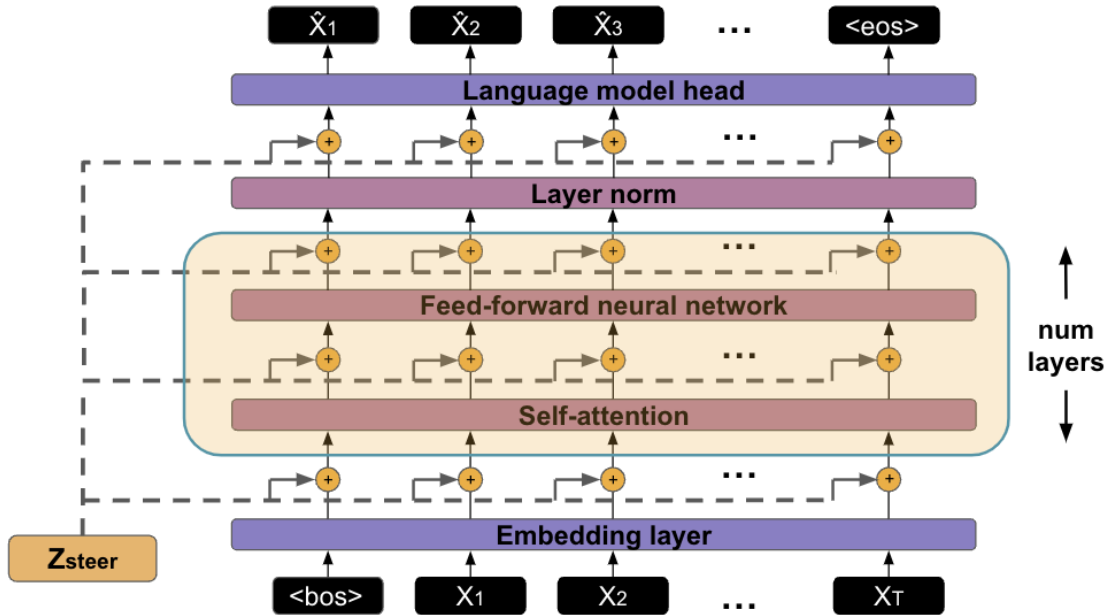 X̂1 X̂2 X̂3 ... <eos>
Language model head
+ + + ... +
Layer norm
+ + + ... +
Feed-forward neural network
num
layers
+ + + ... +
Self-attention
+ + + ... +
Embedding layer
Zsteer
<bos> X1 X2 ... XT